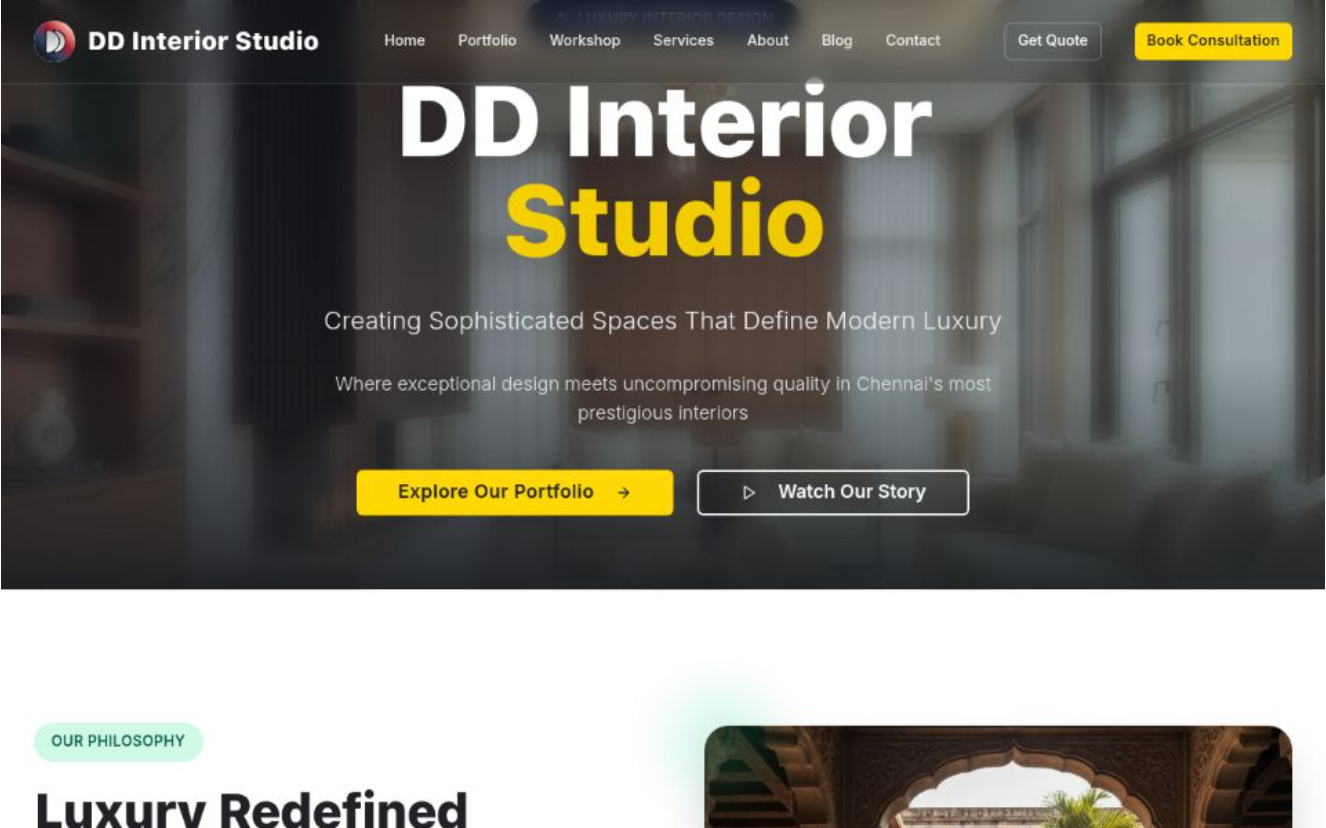 LUXURY INTERIOR DESIGN
DD Interior Studio
Home
Portfolio
Workshop
Services
About
Blog
Contact
Get Quote
Book Consultation
DD Interior
Studio
Creating Sophisticated Spaces That Define Modern Luxury
Where exceptional design meets uncompromising quality in Chennai's most
prestigious interiors
Explore Our Portfolio
Watch Our Story
OUR PHILOSOPHY
Luxury Redefined